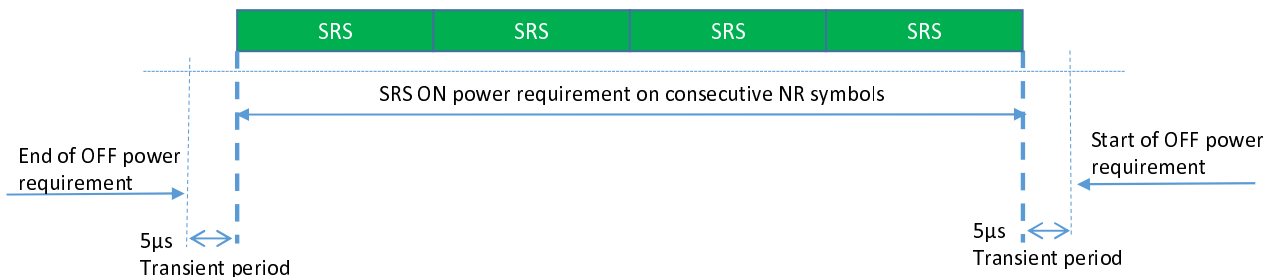 SRS SRS SRS SRS
SRS ON power requirement on consecutive NR symbols
End of OFF power
requirement
Start of OFF power
requirement
5µs
Transient period
5µs
Transient period